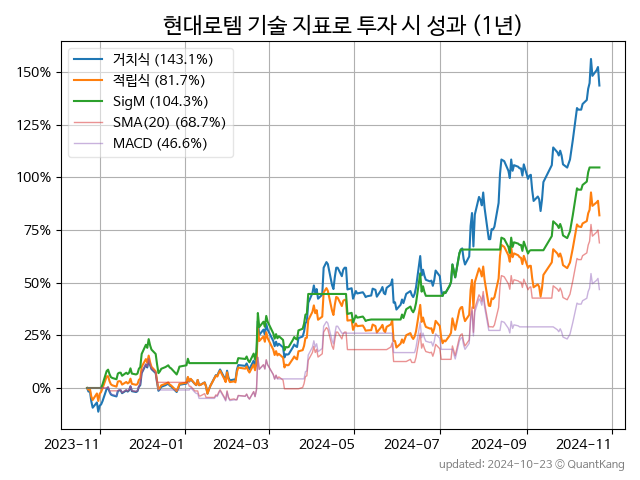 현대로템 기술 지표로 투자 시 성과 (1년)
거치식 (143.1%)
적립식 (81.7%)
SigM (104.3%)
SMA(20) (68.7%)
MACD (46.6%)
150%
125%
100%
75%
50%
25%
0%
2023-11 2024-01 2024-03 2024-05 2024-07 2024-09 2024-11
updated: 2024-10-23 © QuantKang